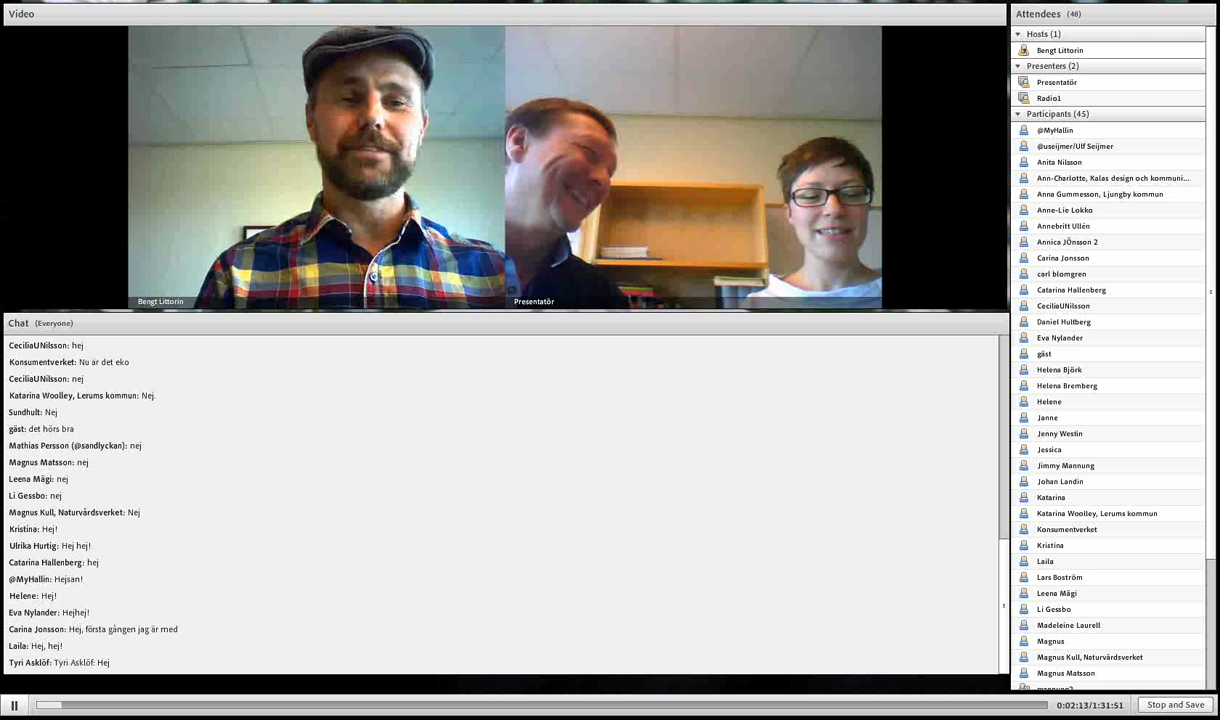 Video
Bengt Littorin
Presentatör
Chat (Everyone)
CeciliaUNilsson: hej
Konsumentverket: Nu är det eko
CeciliaUNilsson: nej
Katarina Woolley, Lerums kommun: Nej.
Sundhult: Nej
gäst: det hörs bra
Mathias Persson (@sandlyckan): nej
Magnus Matsson: nej
Leena Mägi: nej
Li Gessbo: nej
Magnus Kull, Naturvårdsverket: Nej
Kristina: Hej!
Ulrika Hurtig: Hej hej!
Catarina Hallenberg: hej
@MyHallin: Hejsan!
Helene: Hej!
Eva Nylander: Hejhej!
Carina Jonsson: Hej, första gången jag är med
Laila: Hej, hej!
Tyri Asklöf: Tyri Asklöf: Hej
Attendees (48)
Hosts (1)
Bengt Littorin
Presenters (2)
Presentatör
Radio1
Participants (45)
@MyHallin
@useijmer/Ulf Seijmer
Anita Nilsson
Ann-Charlotte, Kalas design och kommuni...
Anna Gummesson, Ljungby kommun
Anne-Lie Lokko
Annebritt Ullén
Annica JÖnsson 2
Carina Jonsson
carl blomgren
Catarina Hallenberg
CeciliaUNilsson
Daniel Hultberg
Eva Nylander
gäst
Helena Björk
Helena Bremberg
Helene
Janne
Jenny Westin
Jessica
Jimmy Mannung
Johan Landin
Katarina
Katarina Woolley, Lerums kommun
Konsumentverket
Kristina
Laila
Lars Boström
Leena Mägi
Li Gessbo
Madeleine Laurell
Magnus
Magnus Kull, Naturvårdsverket
Magnus Matsson
0:02:13/1:31:51
Stop and Save